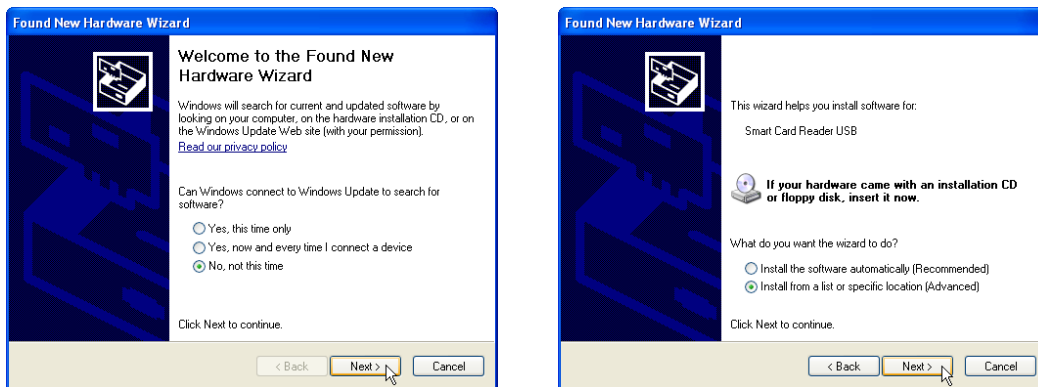 Found New Hardware Wizard
Welcome to the Found New
Hardware Wizard
Windows will search for current and updated software by
looking on your computer, on the hardware installation CD, or on
the Windows Update Web site (with your permission).
Read our privacy policy
Can Windows connect to Windows Update to search for
software?
Yes, this time only
Yes, now and every time I connect a device
No, not this time
Click Next to continue.
< Back
Next >
Cancel
Found New Hardware Wizard
This wizard helps you install software for:
Smart Card Reader USB
If your hardware came with an installation CD
or floppy disk, insert it now.
What do you want the wizard to do?
Install the software automatically (Recommended)
Install from a list or specific location (Advanced)
Click Next to continue.
< Back
Next >
Cancel